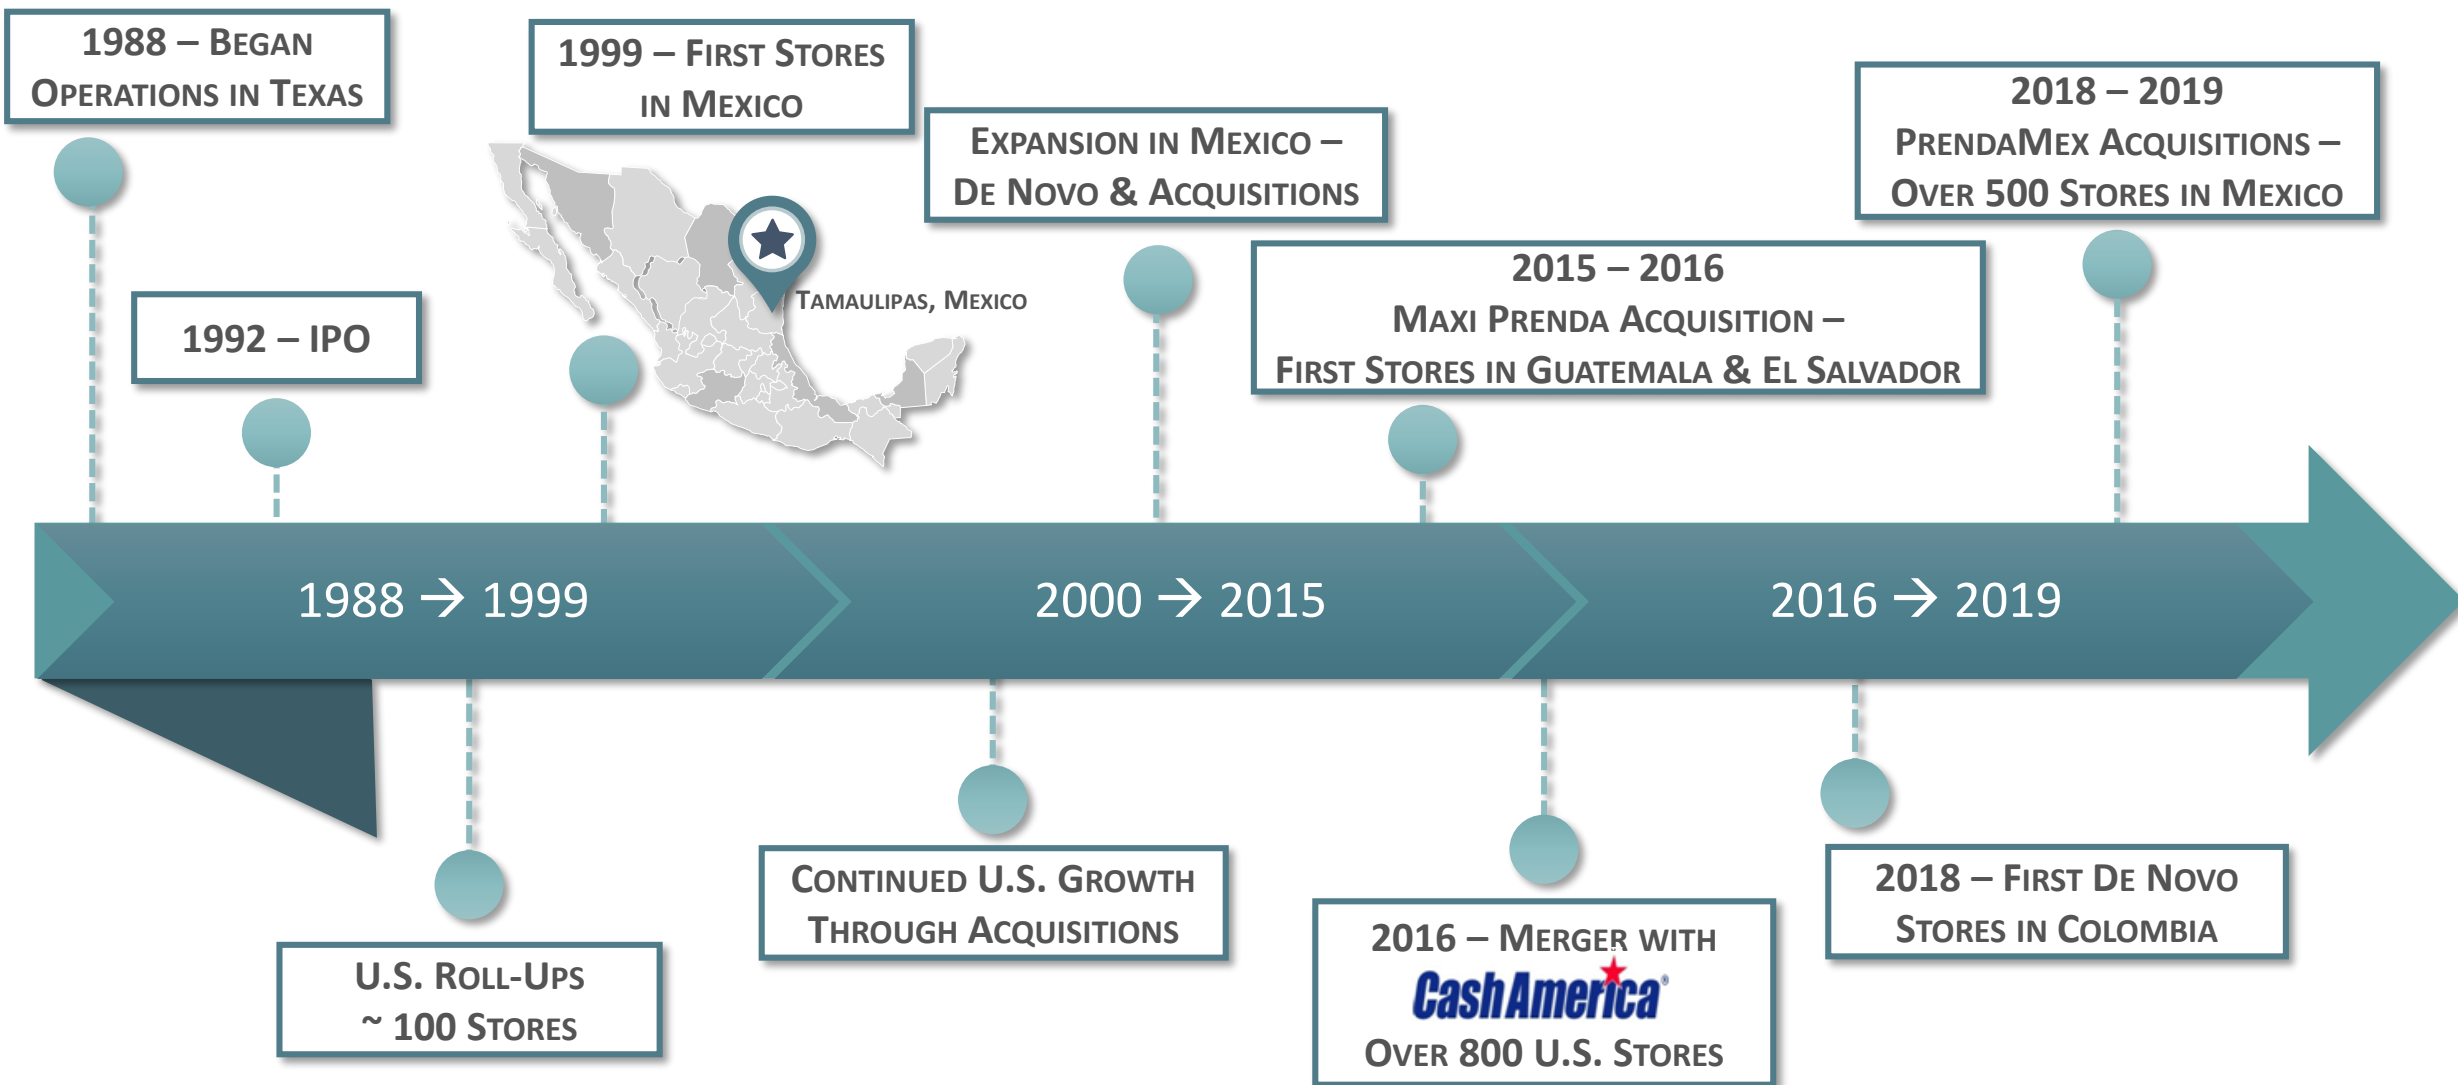 1988 – Began
Operations in Texas
1992 – IPO
1999 – First Stores
in Mexico
Tamaulipas, Mexico
Expansion in Mexico –
De Novo & Acquisitions
2015 – 2016
Maxi Prenda Acquisition –
First Stores in Guatemala & El Salvador
2018 – 2019
PrendaMex Acquisitions –
Over 500 Stores in Mexico
1988 → 1999
2000 → 2015
2016 → 2019
U.S. Roll-Ups
~ 100 Stores
Continued U.S. Growth
Through Acquisitions
2016 – Merger with
CashAmerica®
Over 800 U.S. Stores
2018 – First De Novo
Stores in Colombia